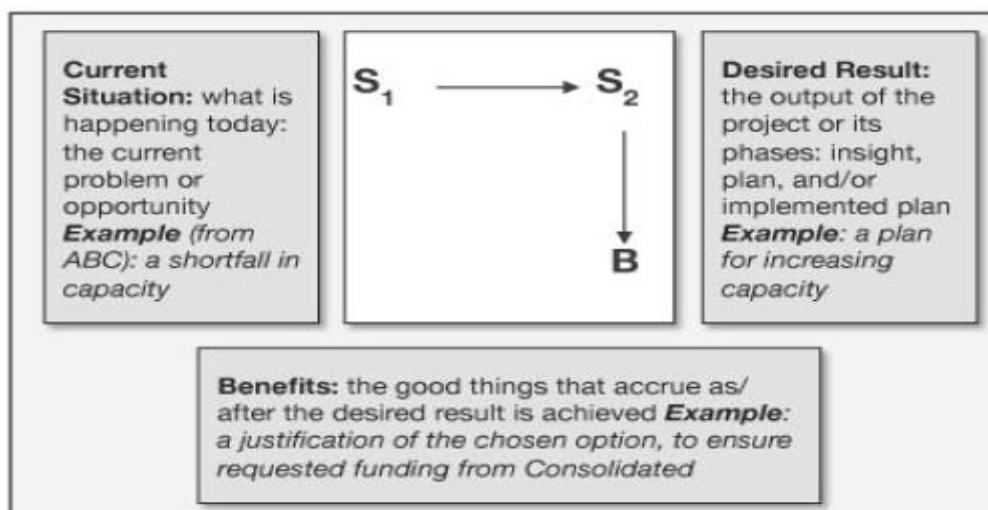 Current
Situation: what is
happening today:
the current
problem or
opportunity
Example (from
ABC): a shortfall in
capacity
S1
S2
B
Desired Result:
the output of the
project or its
phases: insight,
plan, and/or
implemented plan
Example: a plan
for increasing
capacity
Benefits: the good things that accrue as/
after the desired result is achieved Example:
a justification of the chosen option, to ensure
requested funding from Consolidated